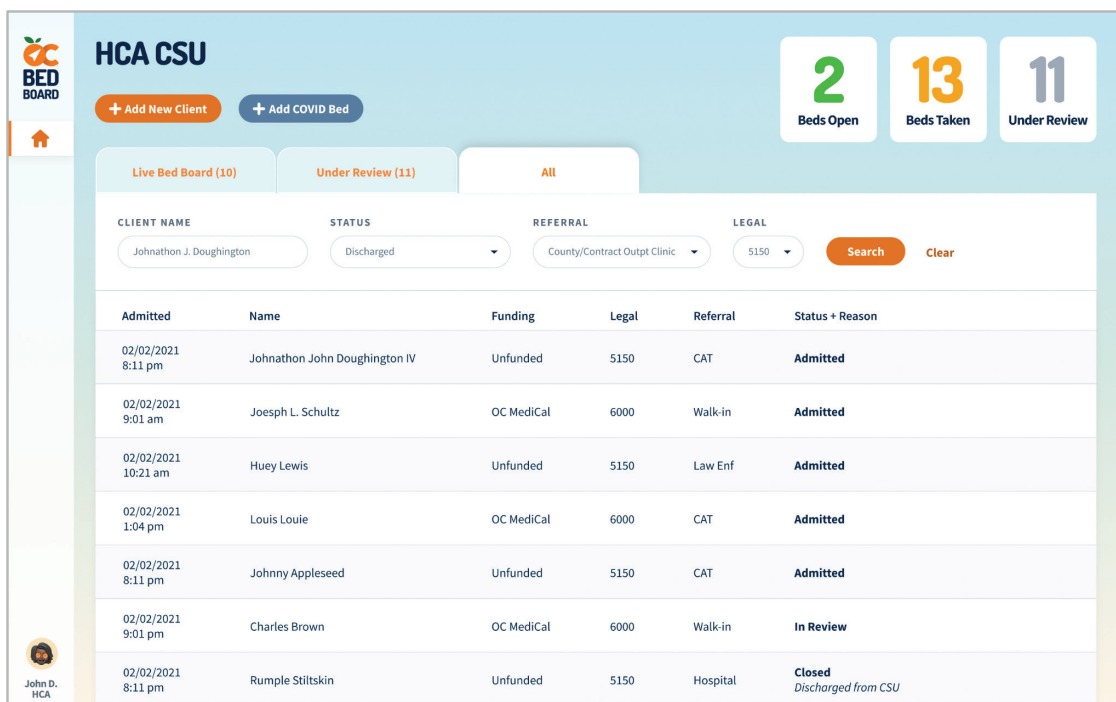 OC
BED
BOARD
HCA CSU
+ Add New Client
+ Add COVID Bed
2
Beds Open
13
Beds Taken
11
Under Review
Live Bed Board (10)
Under Review (11)
All
CLIENT NAME STATUS REFERRAL LEGAL
Johnathon J. Doughington Discharged County/Contract Outpt Clinic 5150 Search Clear
Admitted Name Funding Legal Referral Status + Reason
02/02/2021
8:11 pm Johnathon John Doughington IV Unfunded 5150 CAT Admitted
02/02/2021
9:01 am Joesph L. Schultz OC MediCal 6000 Walk-in Admitted
02/02/2021
10:21 am Huey Lewis Unfunded 5150 Law Enf Admitted
02/02/2021
1:04 pm Louis Louie OC MediCal 6000 CAT Admitted
02/02/2021
8:11 pm Johnny Appleseed Unfunded 5150 CAT Admitted
02/02/2021
9:01 pm Charles Brown OC MediCal 6000 Walk-in In Review
02/02/2021
8:11 pm Rumple Stiltskin Unfunded 5150 Hospital Closed
Discharged from CSU
John D.
HCA